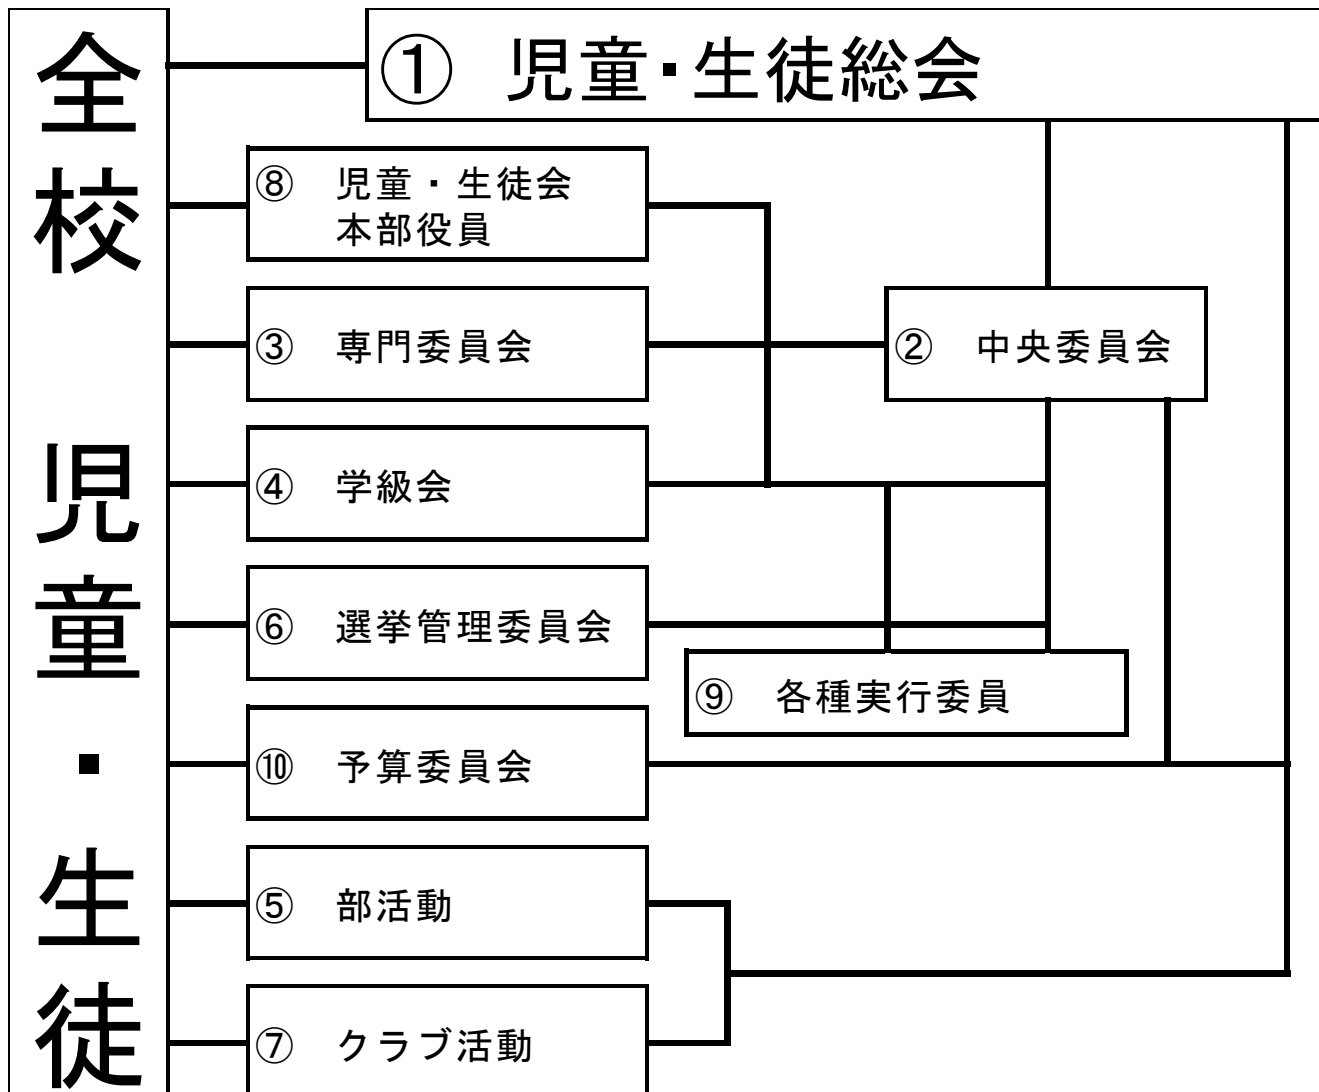 全校 児童・生徒
① 児童・生徒総会
⑧ 児童・生徒会
本部役員
③ 専門委員会
② 中央委員会
④ 学級会
⑥ 選挙管理委員会
⑨ 各種実行委員
⑩ 予算委員会
⑤ 部活動
⑦ クラブ活動